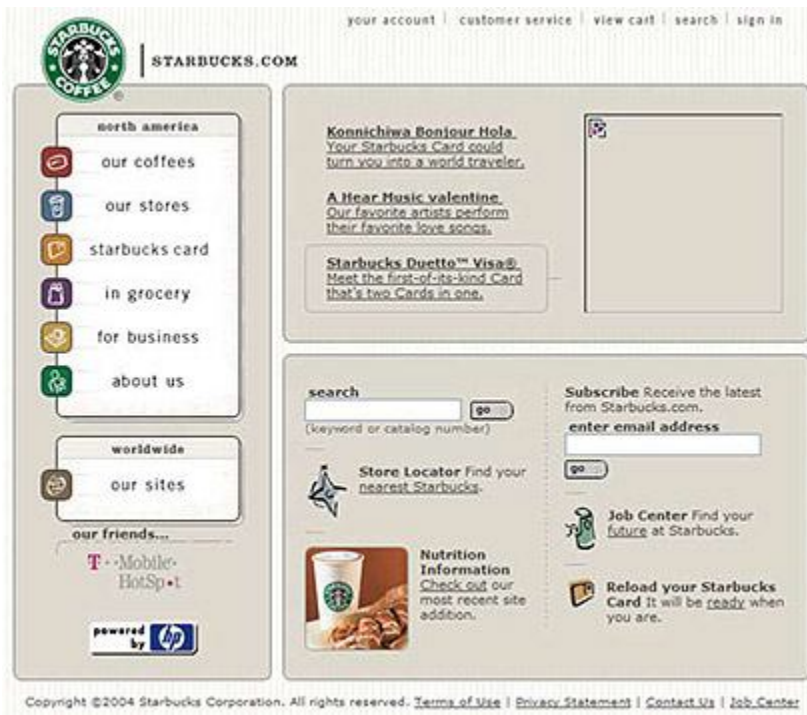 your account | customer service | view cart | search | sign in
STARBUCKS COFFEE
®
STARBUCKS.COM
north america
our coffees
our stores
starbucks card
in grocery
for business
about us
worldwide
our sites
our friends...
T · ·Mobile·
HotSp•t
powered
by hp
Konnichiwa Bonjour Hola
Your Starbucks Card could
turn you into a world traveler.
A Hear Music valentine
Our favorite artists perform
their favorite love songs.
Starbucks Duetto™ Visa®
Meet the first-of-its-kind Card
that's two Cards in one.
search
go
(keyword or catalog number)
Store Locator Find your
nearest Starbucks.
Nutrition
Information
Check out our
most recent site
addition.
Subscribe Receive the latest
from Starbucks.com.
enter email address
go
Job Center Find your
future at Starbucks.
Reload your Starbucks
Card It will be ready when
you are.
Copyright ©2004 Starbucks Corporation. All rights reserved. Terms of Use | Privacy Statement | Contact Us | Job Center